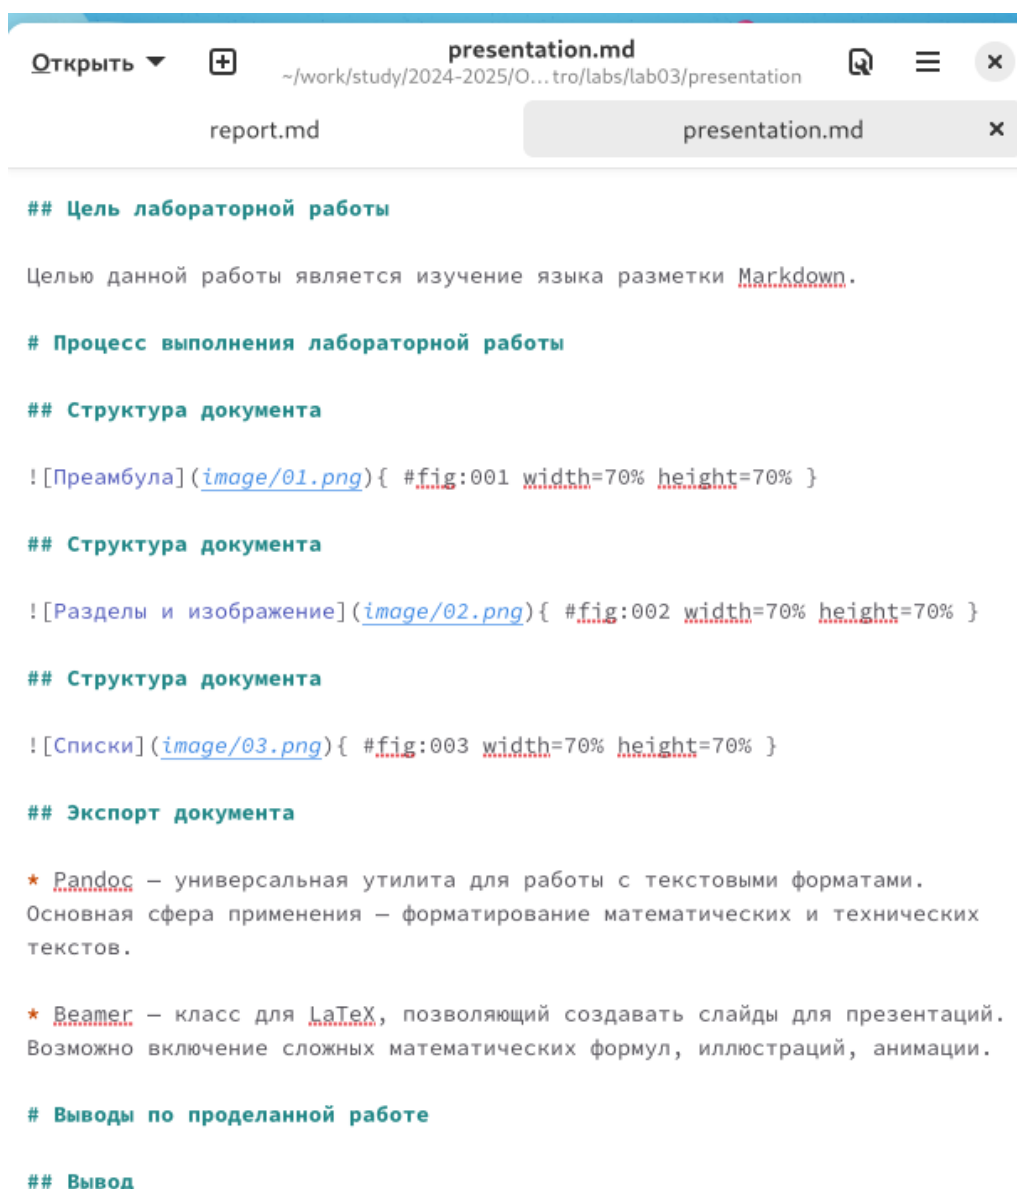 Открыть
presentation.md
~/work/study/2024-2025/O…tro/labs/lab03/presentation
report.md
presentation.md
## Цель лабораторной работы
Целью данной работы является изучение языка разметки Markdown.
# Процесс выполнения лабораторной работы
## Структура документа
![Преамбула](image/01.png){ #fig:001 width=70% height=70% }
## Структура документа
![Разделы и изображение](image/02.png){ #fig:002 width=70% height=70% }
## Структура документа
![Списки](image/03.png){ #fig:003 width=70% height=70% }
## Экспорт документа
* Pandoc — универсальная утилита для работы с текстовыми форматами.
Основная сфера применения — форматирование математических и технических
текстов.
* Beamer — класс для LaTeX, позволяющий создавать слайды для презентаций.
Возможно включение сложных математических формул, иллюстраций, анимации.
# Выводы по проделанной работе
## Вывод